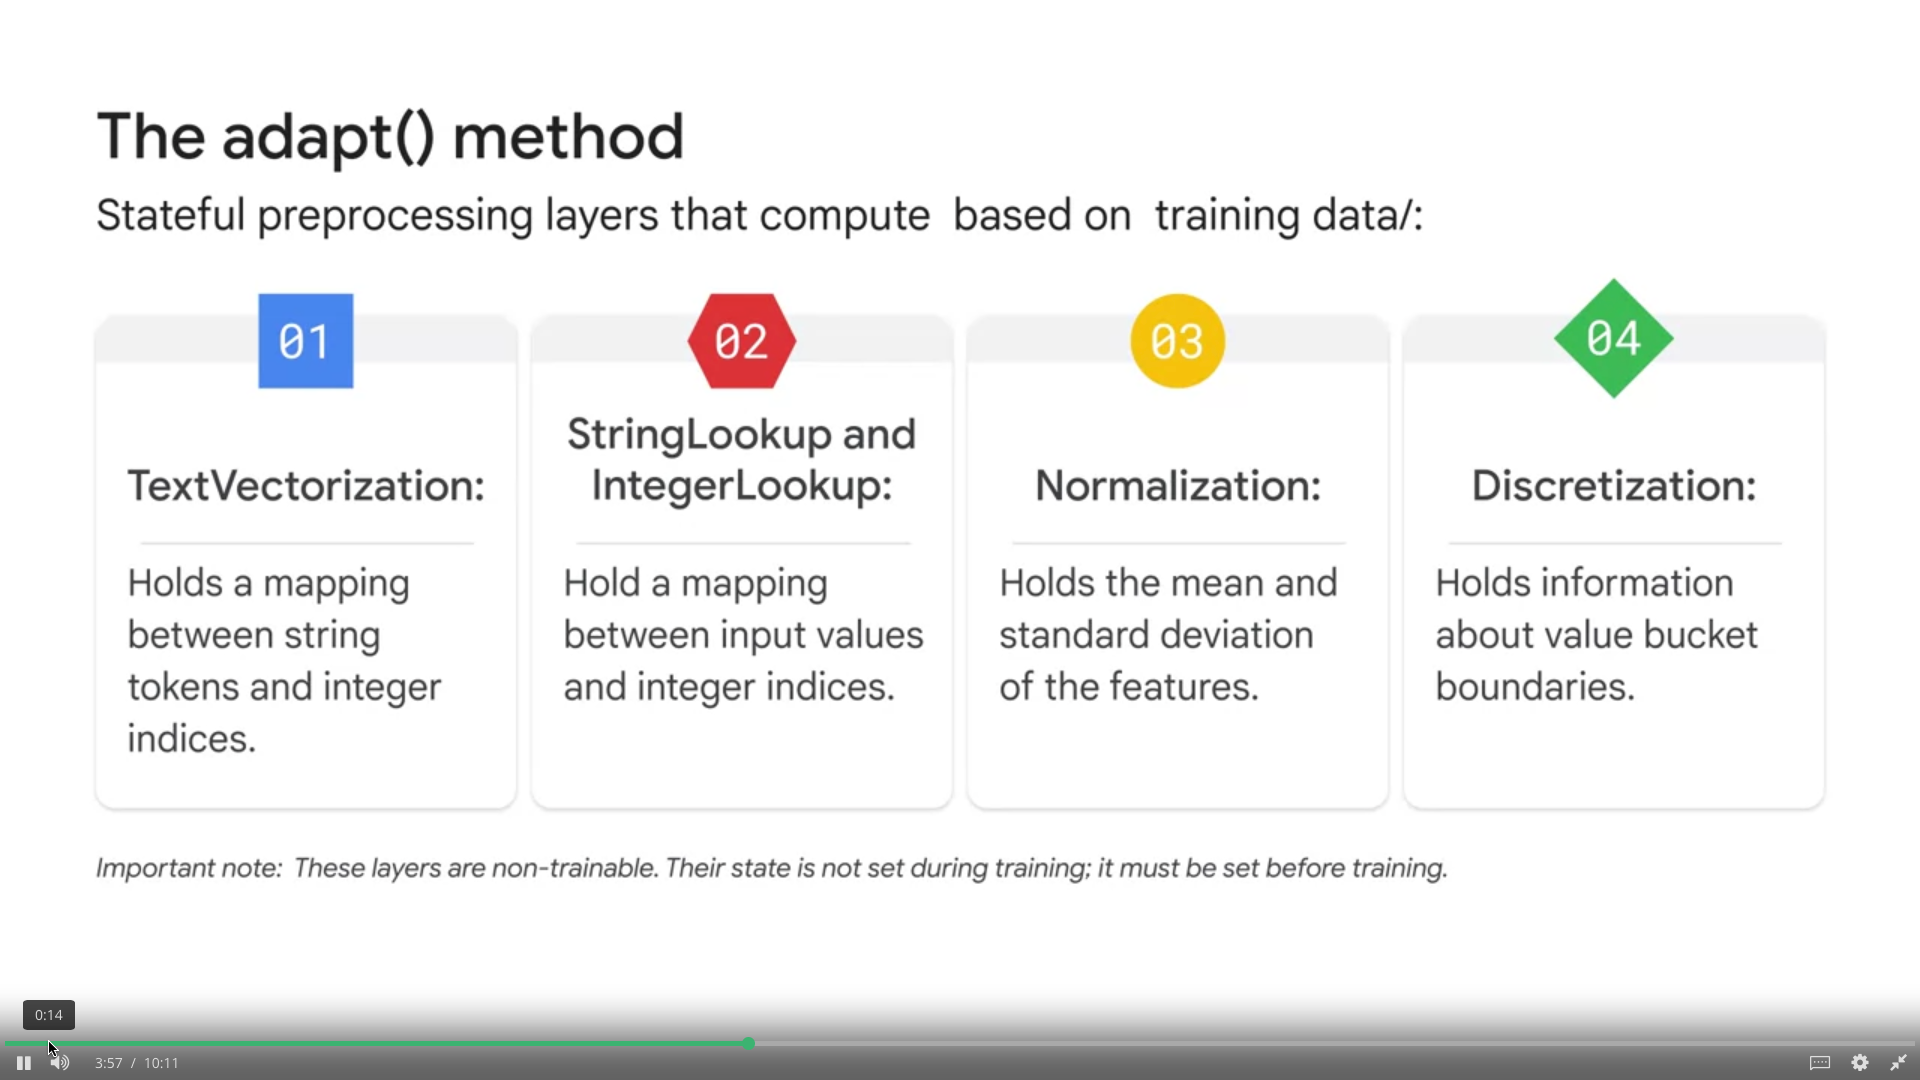 The adapt() method
Stateful preprocessing layers that compute  based on  training data/:
01
TextVectorization:
Holds a mapping
between string
tokens and integer
indices.
02
StringLookup and
IntegerLookup:
Hold a mapping
between input values
and integer indices.
03
Normalization:
Holds the mean and
standard deviation
of the features.
04
Discretization:
Holds information
about value bucket
boundaries.
Important note:  These layers are non-trainable. Their state is not set during training; it must be set before training.
0:14
3:57 / 10:11